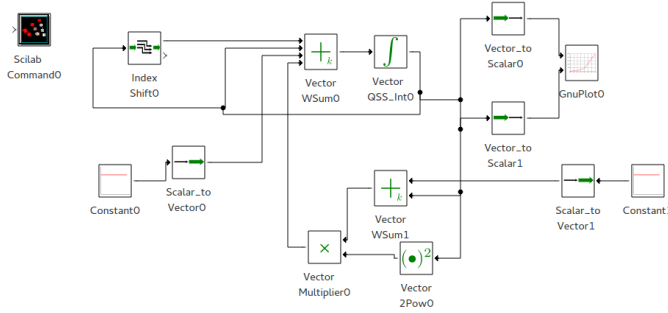 Scilab
Command0
Index
Shift0
+k
Vector
WSum0
∫
Vector
QSS_Int0
Vector_to
Scalar0
GnuPlot0
Vector_to
Scalar1
Constant0
Scalar_to
Vector0
+k
Vector
WSum1
Scalar_to
Vector1
Constant1
×
Vector
Multiplier0
(•)2
Vector
2Pow0